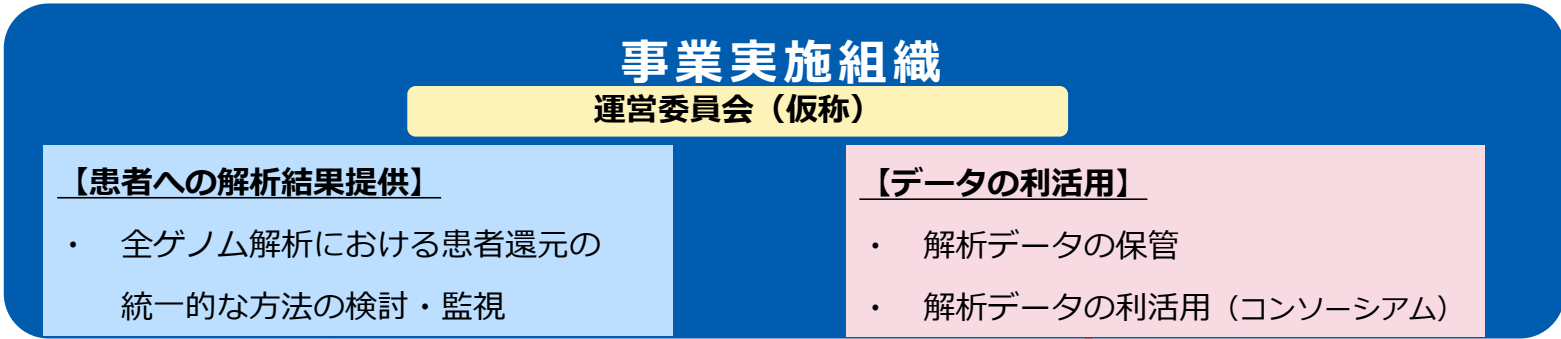 事業実施組織
運営委員会（仮称）
【患者への解析結果提供】
・ 全ゲノム解析における患者還元の
統一的な方法の検討・監視
【データの利活用】
・ 解析データの保管
・ 解析データの利活用（コンソーシアム）